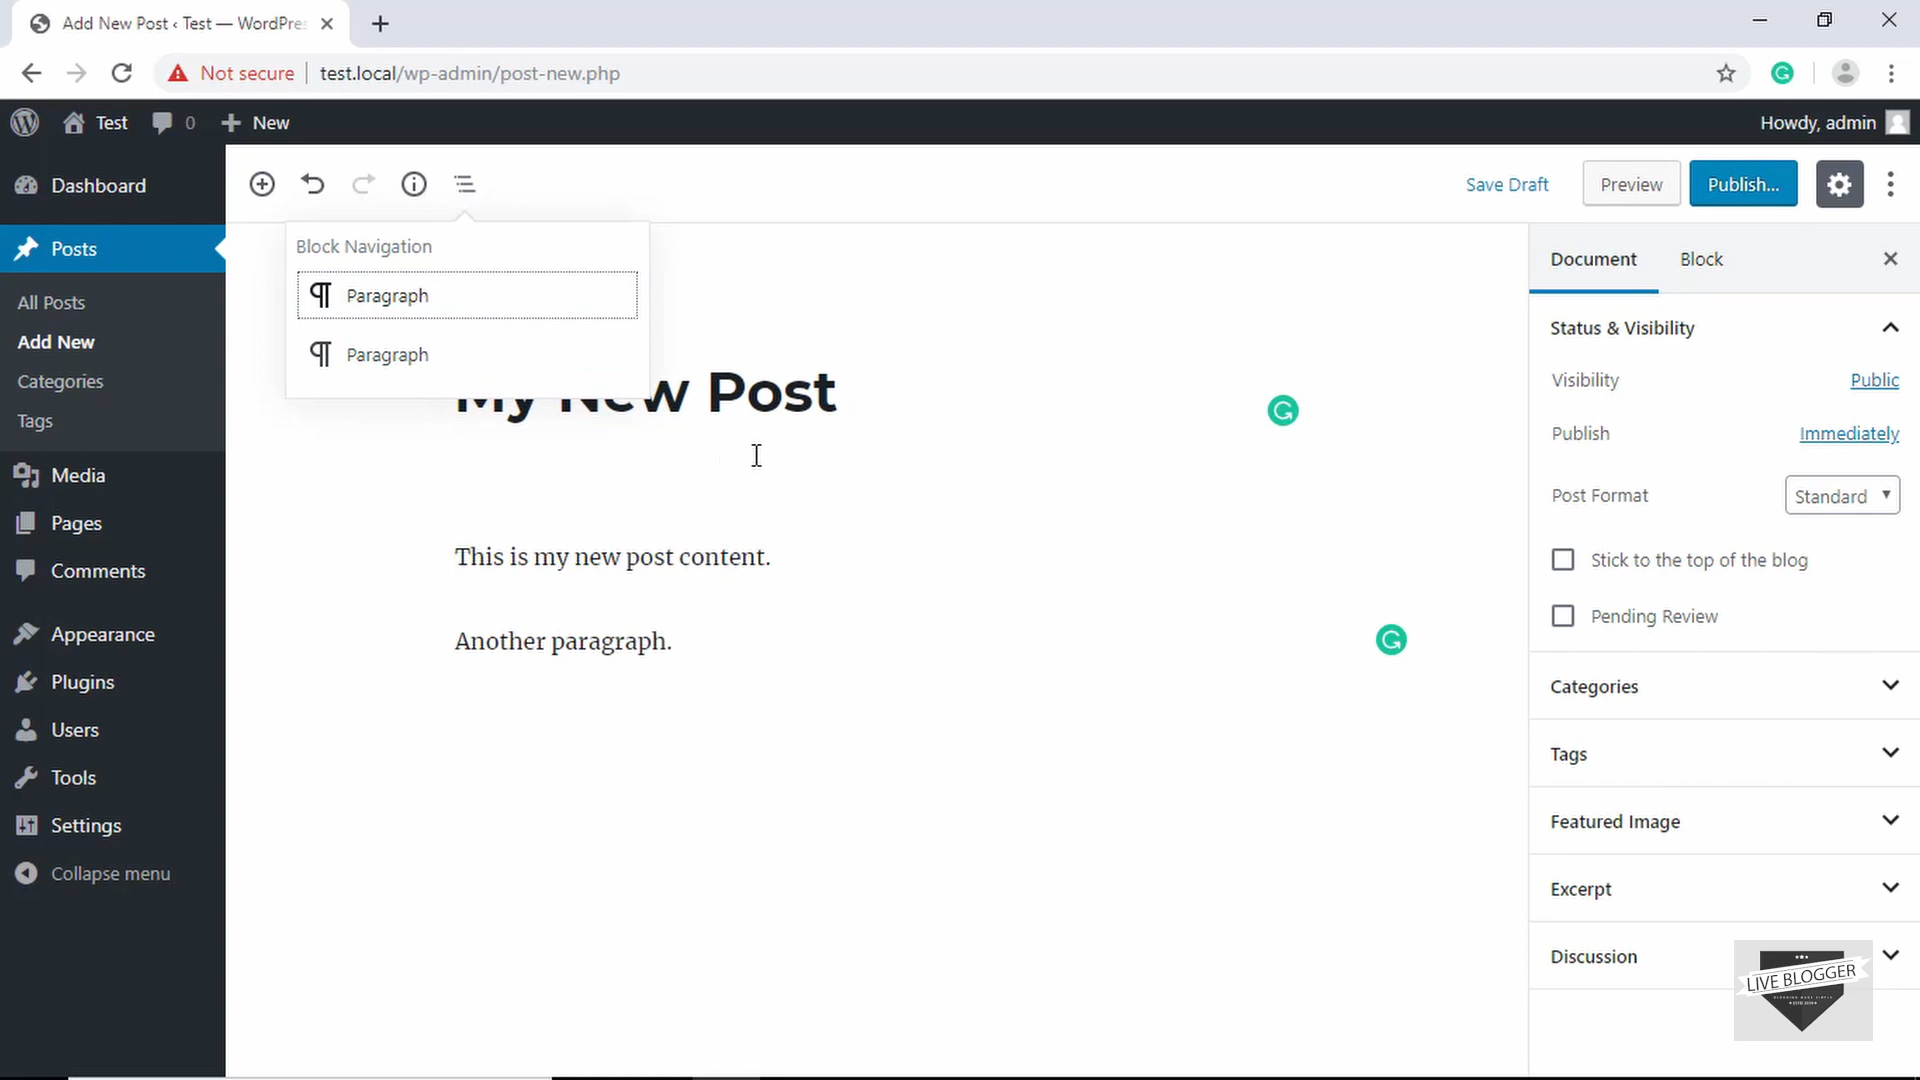 Add New Post ‹ Test — WordPres
Not secure
test.local/wp-admin/post-new.php
Test
0
New
Howdy, admin
Dashboard
Posts
All Posts
Add New
Categories
Tags
Media
Pages
Comments
Appearance
Plugins
Users
Tools
Settings
Collapse menu
Save Draft
Preview
Publish...
Block Navigation
Paragraph
Paragraph
My New Post
This is my new post content.
Another paragraph.
Document
Block
Status & Visibility
Visibility
Public
Publish
Immediately
Post Format
Standard
Stick to the top of the blog
Pending Review
Categories
Tags
Featured Image
Excerpt
Discussion
LIVE BLOGGER